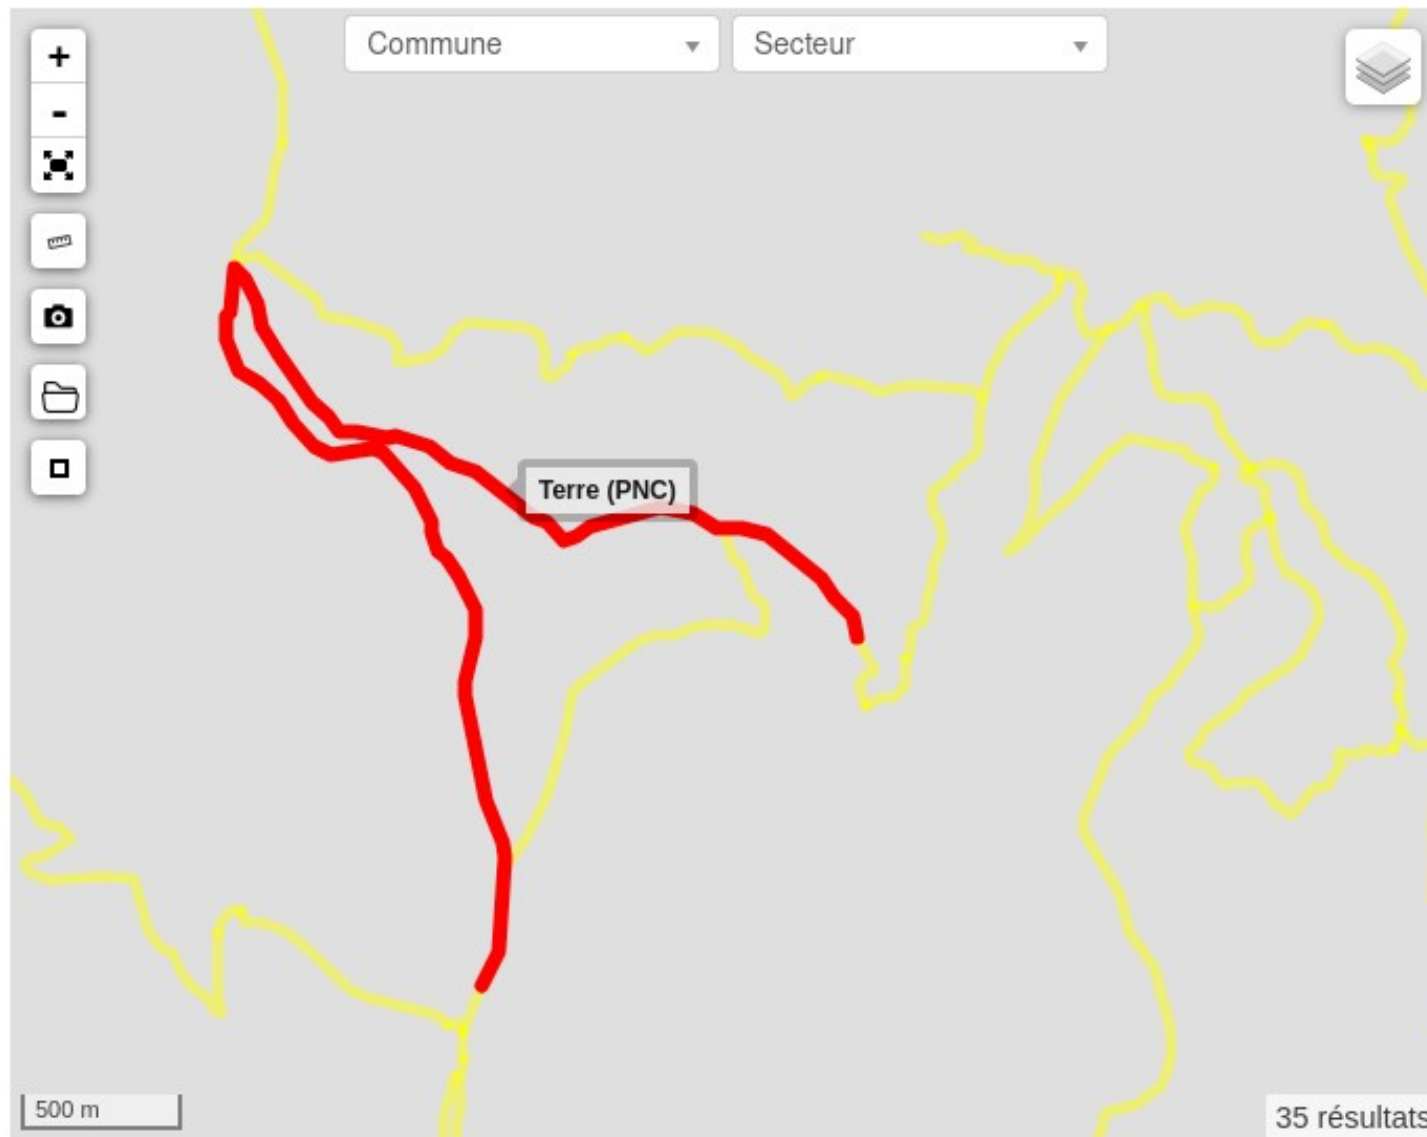 +
Commune
Secteur
-
Terre (PNC)
500 m
35 résultats